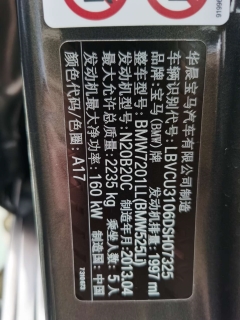 华晨宝马汽车有限公司制造
车辆识别代号:LBVCU3106DSH07325
品牌:宝马(BMW)牌 发动机排量:1997 ml
整车型号:BMW7201LL(BMW525Li)
发动机型号:N20B20C 制造年月:2013.04
最大允许总质量:2235 kg 乘坐人数:5人
发动机最大净功率:160 kW 制造国:中国
颜色代码/色圈:A17